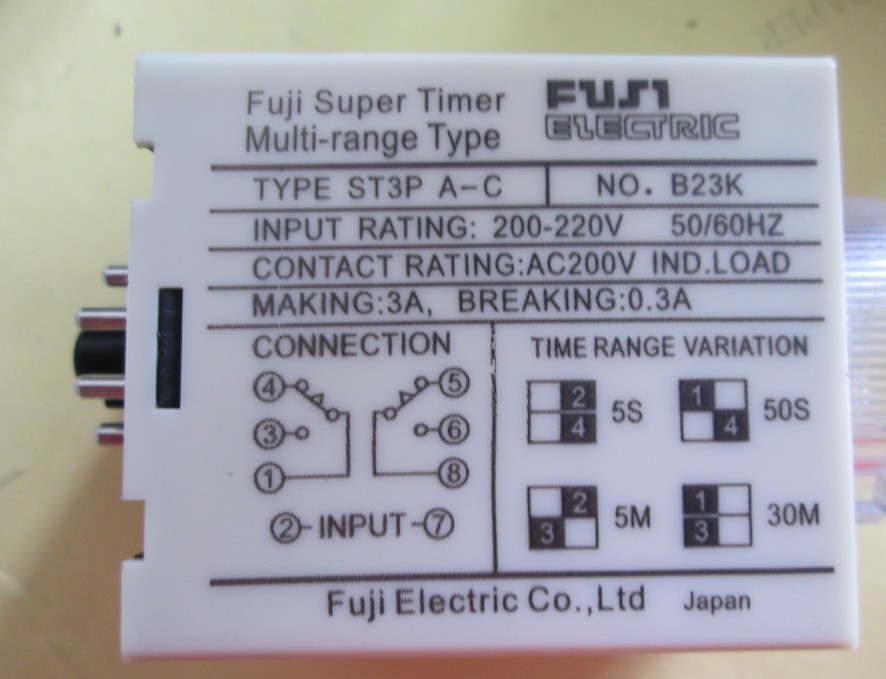 Fuji Super Timer
Multi-range Type
FUSI
ELECTRIC
TYPE ST3P A-C
NO. B23K
INPUT RATING: 200-220V 50/60HZ
CONTACT RATING:AC200V IND.LOAD
MAKING:3A, BREAKING:0.3A
CONNECTION
4 5
3 6
1 8
2 INPUT 7
TIME RANGE VARIATION
2
4 5S
1
4 50S
2
3 5M
1
3 30M
Fuji Electric Co.,Ltd Japan